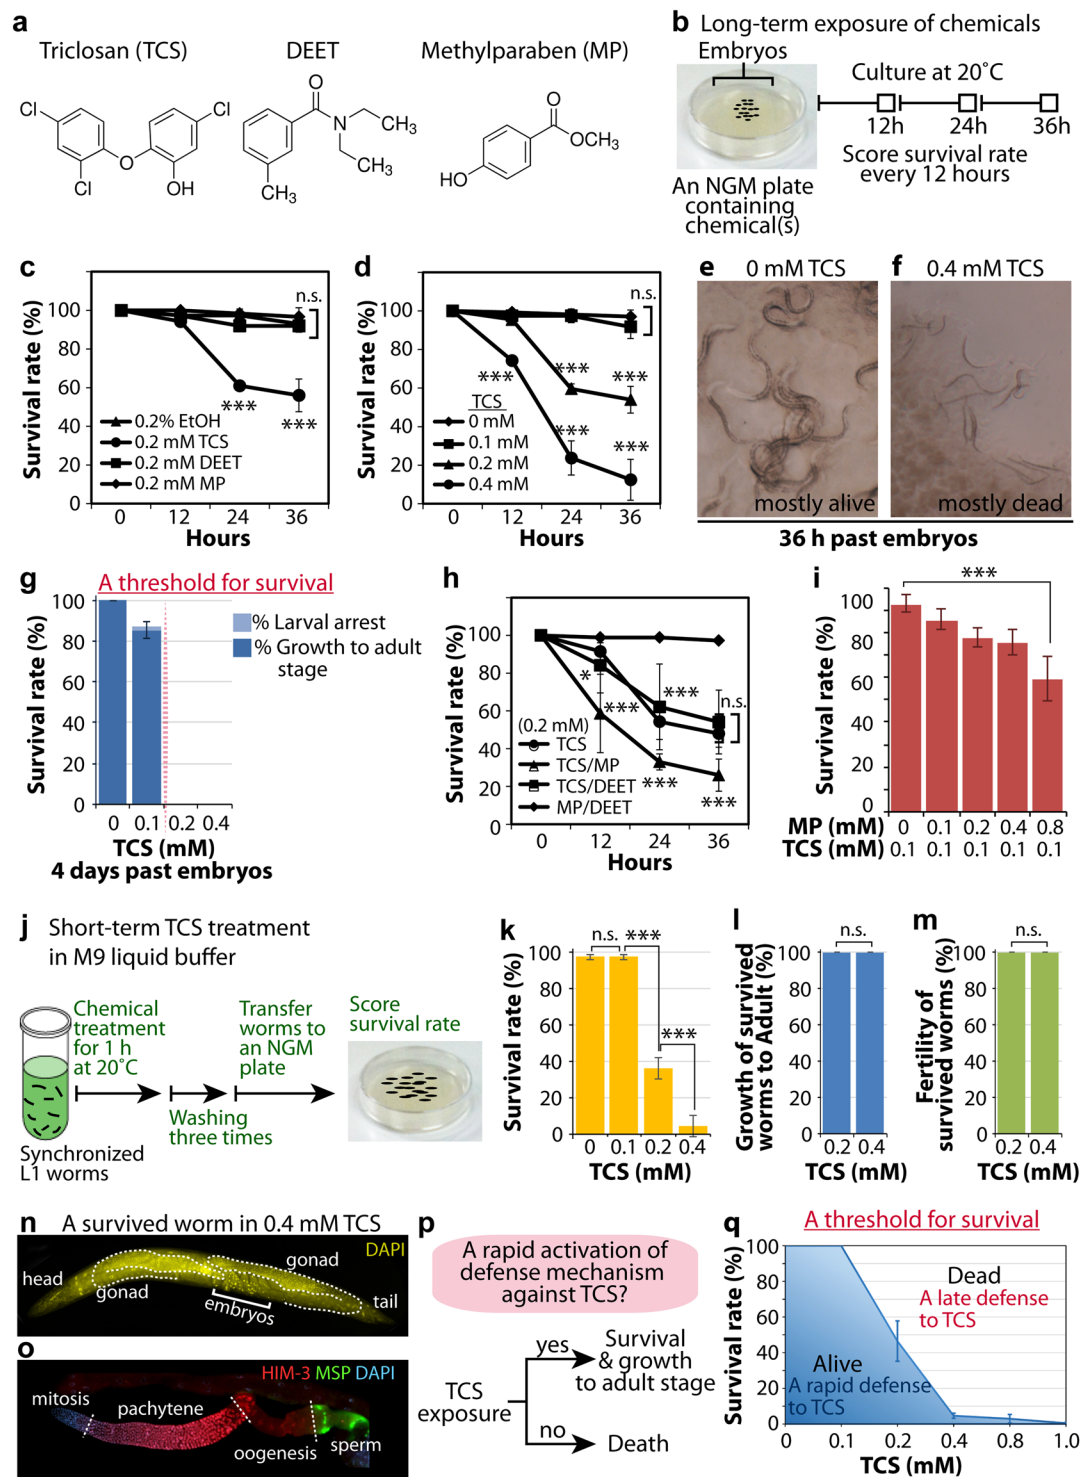 a
Triclosan (TCS)
DEET
Methylparaben (MP)
Cl
Cl
Cl
O
OH
O
N
CH3
CH3
CH3
O
OCH3
HO
b Long-term exposure of chemicals
Embryos
Culture at 20˚C
12h 24h 36h
Score survival rate
every 12 hours
An NGM plate
containing
chemical(s)
c
Survival rate (%)
100
80
60
40
20
0
n.s.
***
***
0.2% EtOH
0.2 mM TCS
0.2 mM DEET
0.2 mM MP
0 12 24 36
Hours
d
Survival rate (%)
100
80
60
40
20
0
n.s.
***
***
***
***
***
TCS
0 mM
0.1 mM
0.2 mM
0.4 mM
0 12 24 36
Hours
e 0 mM TCS
mostly alive
f 0.4 mM TCS
mostly dead
36 h past embryos
g
A threshold for survival
Survival rate (%)
100
80
60
40
20
0
% Larval arrest
% Growth to adult
stage
0 0.1 0.2 0.4
TCS (mM)
4 days past embryos
h
Survival rate (%)
100
80
60
40
20
0
*
***
***
***
***
n.s.
(0.2 mM)
TCS
TCS/MP
TCS/DEET
MP/DEET
0 12 24 36
Hours
i
Survival rate (%)
100
80
60
40
20
0
***
MP (mM) 0 0.1 0.2 0.4 0.8
TCS (mM) 0.1 0.1 0.1 0.1 0.1
j Short-term TCS treatment
in M9 liquid buffer
Chemical
treatment
for 1 h
at 20˚C
Washing
three times
Transfer
worms to
an NGM
plate
Score
survival rate
Synchronized
L1 worms
k
Survival rate (%)
100
80
60
40
20
0
n.s.
***
***
0 0.1 0.2 0.4
TCS (mM)
l
Growth of survived
worms to Adult (%)
100
80
60
40
20
0
n.s.
0.2 0.4
TCS (mM)
m
Fertility of
survived worms (%)
100
80
60
40
20
0
n.s.
0.2 0.4
TCS (mM)
n A survived worm in 0.4 mM TCS
DAPI
head
gonad
gonad
embryos
tail
o
HIM-3 MSP DAPI
mitosis
pachytene
oogenesis
sperm
p
A rapid activation of
defense mechanism
against TCS?
TCS
exposure
yes
Survival
& growth
to adult stage
no
Death
q
A threshold for survival
Survival rate (%)
100
80
60
40
20
0
Dead
A late defense
to TCS
Alive
A rapid defense
to TCS
0 0.1 0.2 0.4 0.8 1.0
TCS (mM)